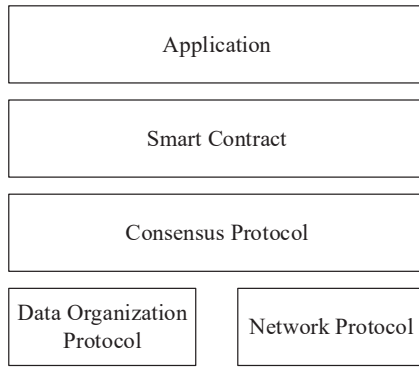 Application
Smart Contract
Consensus Protocol
Data Organization
Protocol
Network Protocol